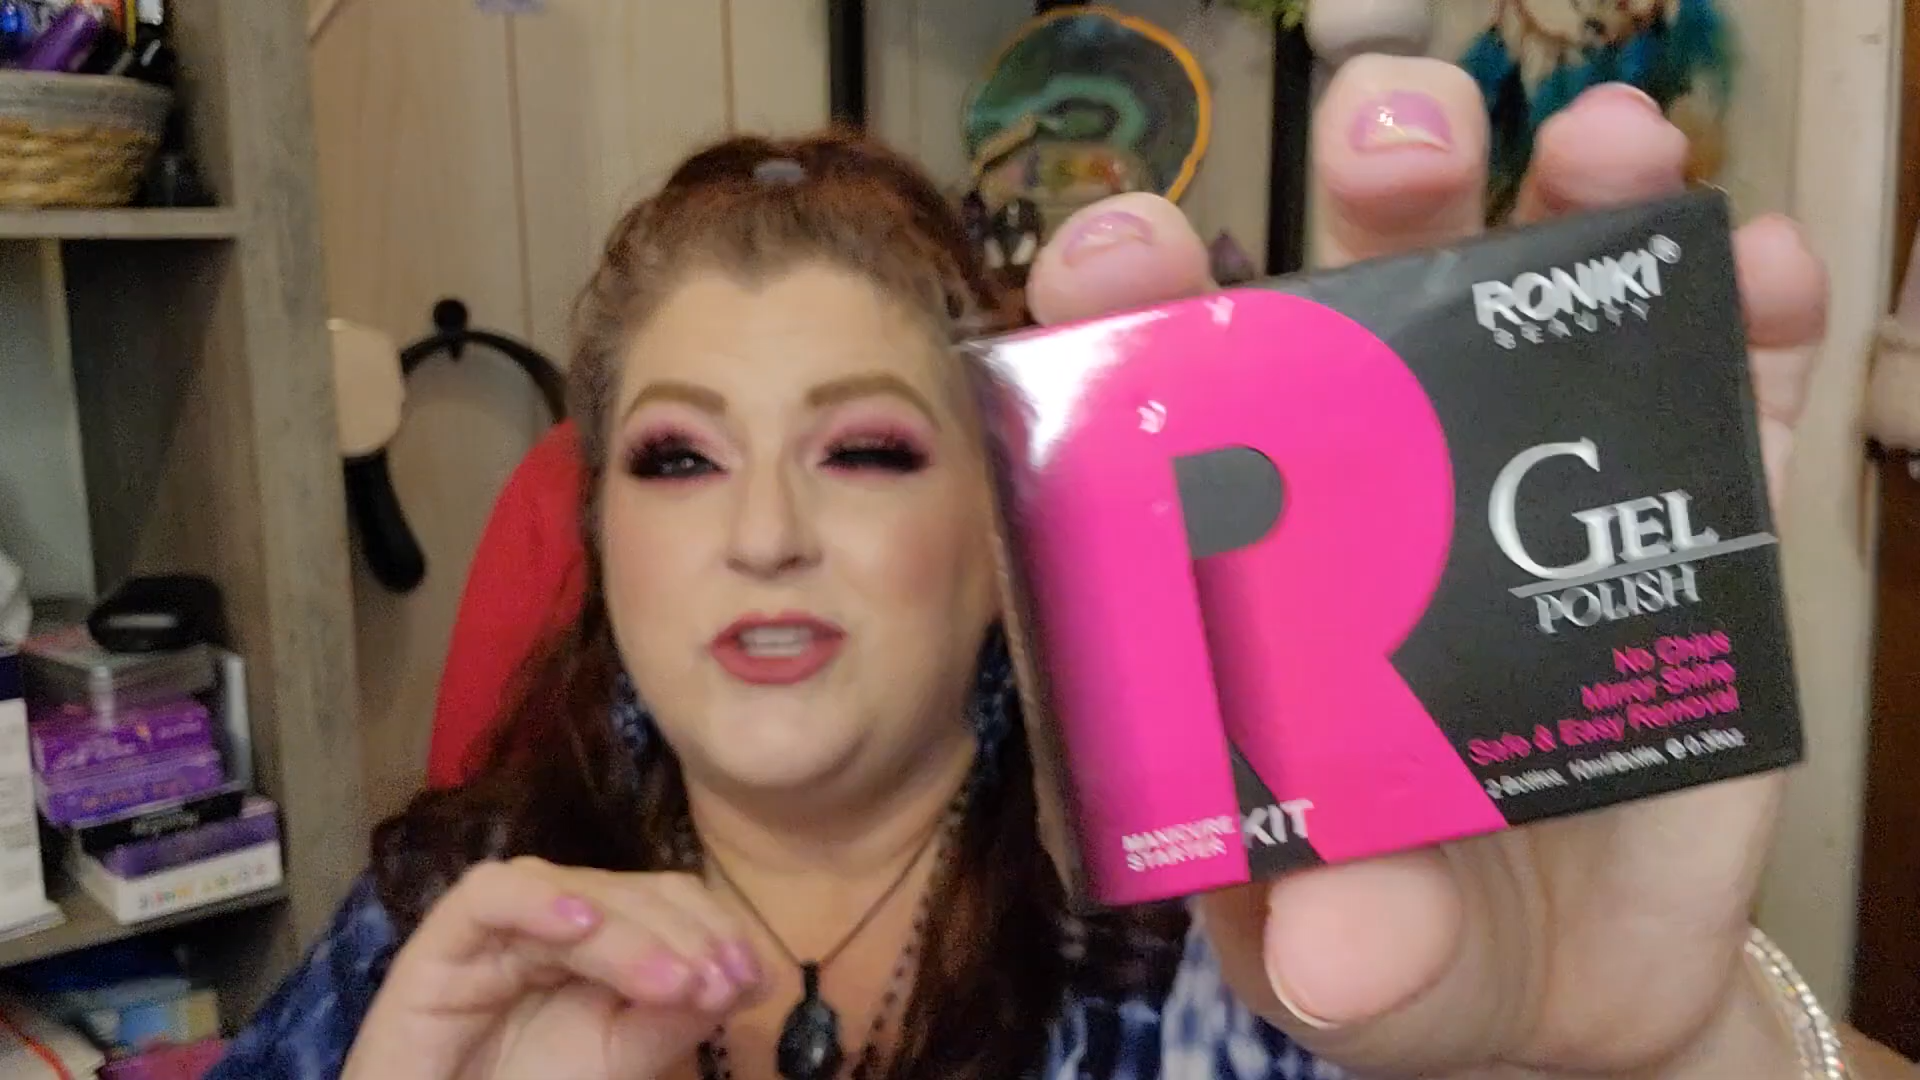 RONIKI®
BEAUTY
GEL
POLISH
No Chips
Mirror Shine
Safe & Easy Removal
MANICURE
STARTER
KIT